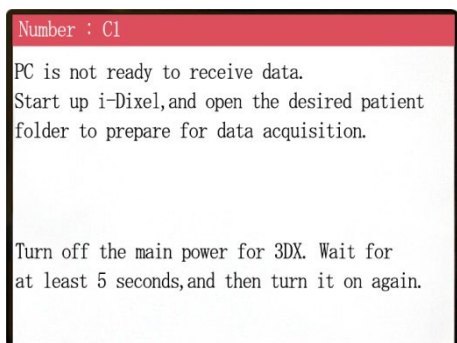 Number : C1
PC is not ready to receive data.
Start up i-Dixel,and open the desired patient
folder to prepare for data acquisition.
Turn off the main power for 3DX. Wait for
at least 5 seconds,and then turn it on again.